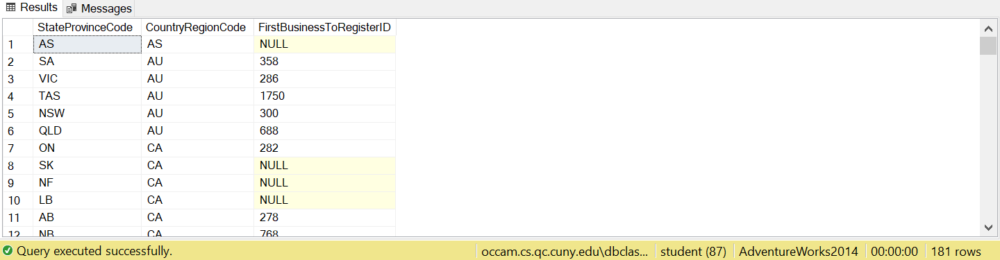 Results Messages
StateProvinceCode CountryRegionCode FirstBusinessToRegisterID
1 AS AS NULL
2 SA AU 358
3 VIC AU 286
4 TAS AU 1750
5 NSW AU 300
6 QLD AU 688
7 ON CA 282
8 SK CA NULL
9 NF CA NULL
10 LB CA NULL
11 AB CA 278
12 NB CA 768
Query executed successfully. occam.cs.qc.cuny.edu\dbclas... student (87) AdventureWorks2014 00:00:00 181 rows